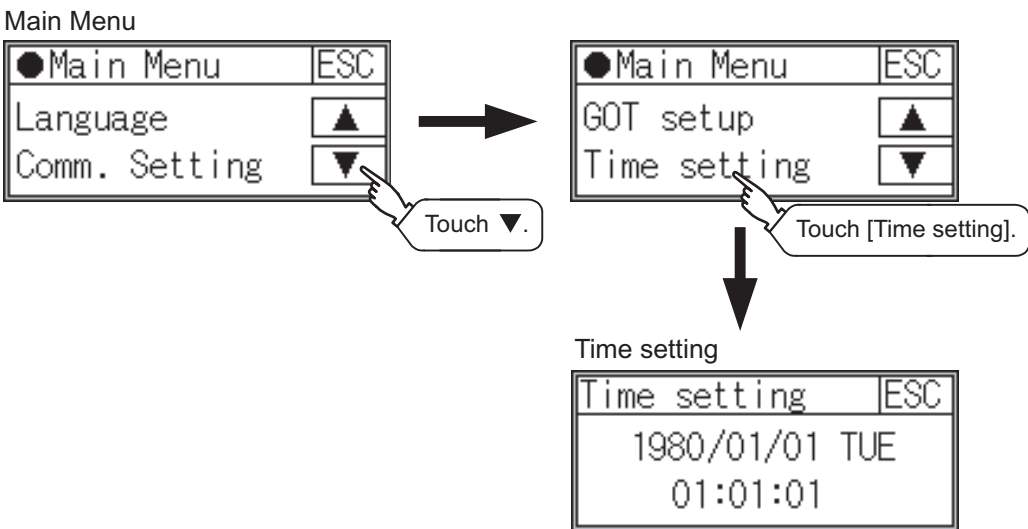 Main Menu
●Main Menu ESC
Language ▲
Comm. Setting ▼
Touch ▼.
●Main Menu ESC
GOT setup ▲
Time setting ▼
Touch [Time setting].
Time setting
Time setting ESC
1980/01/01 TUE
01:01:01